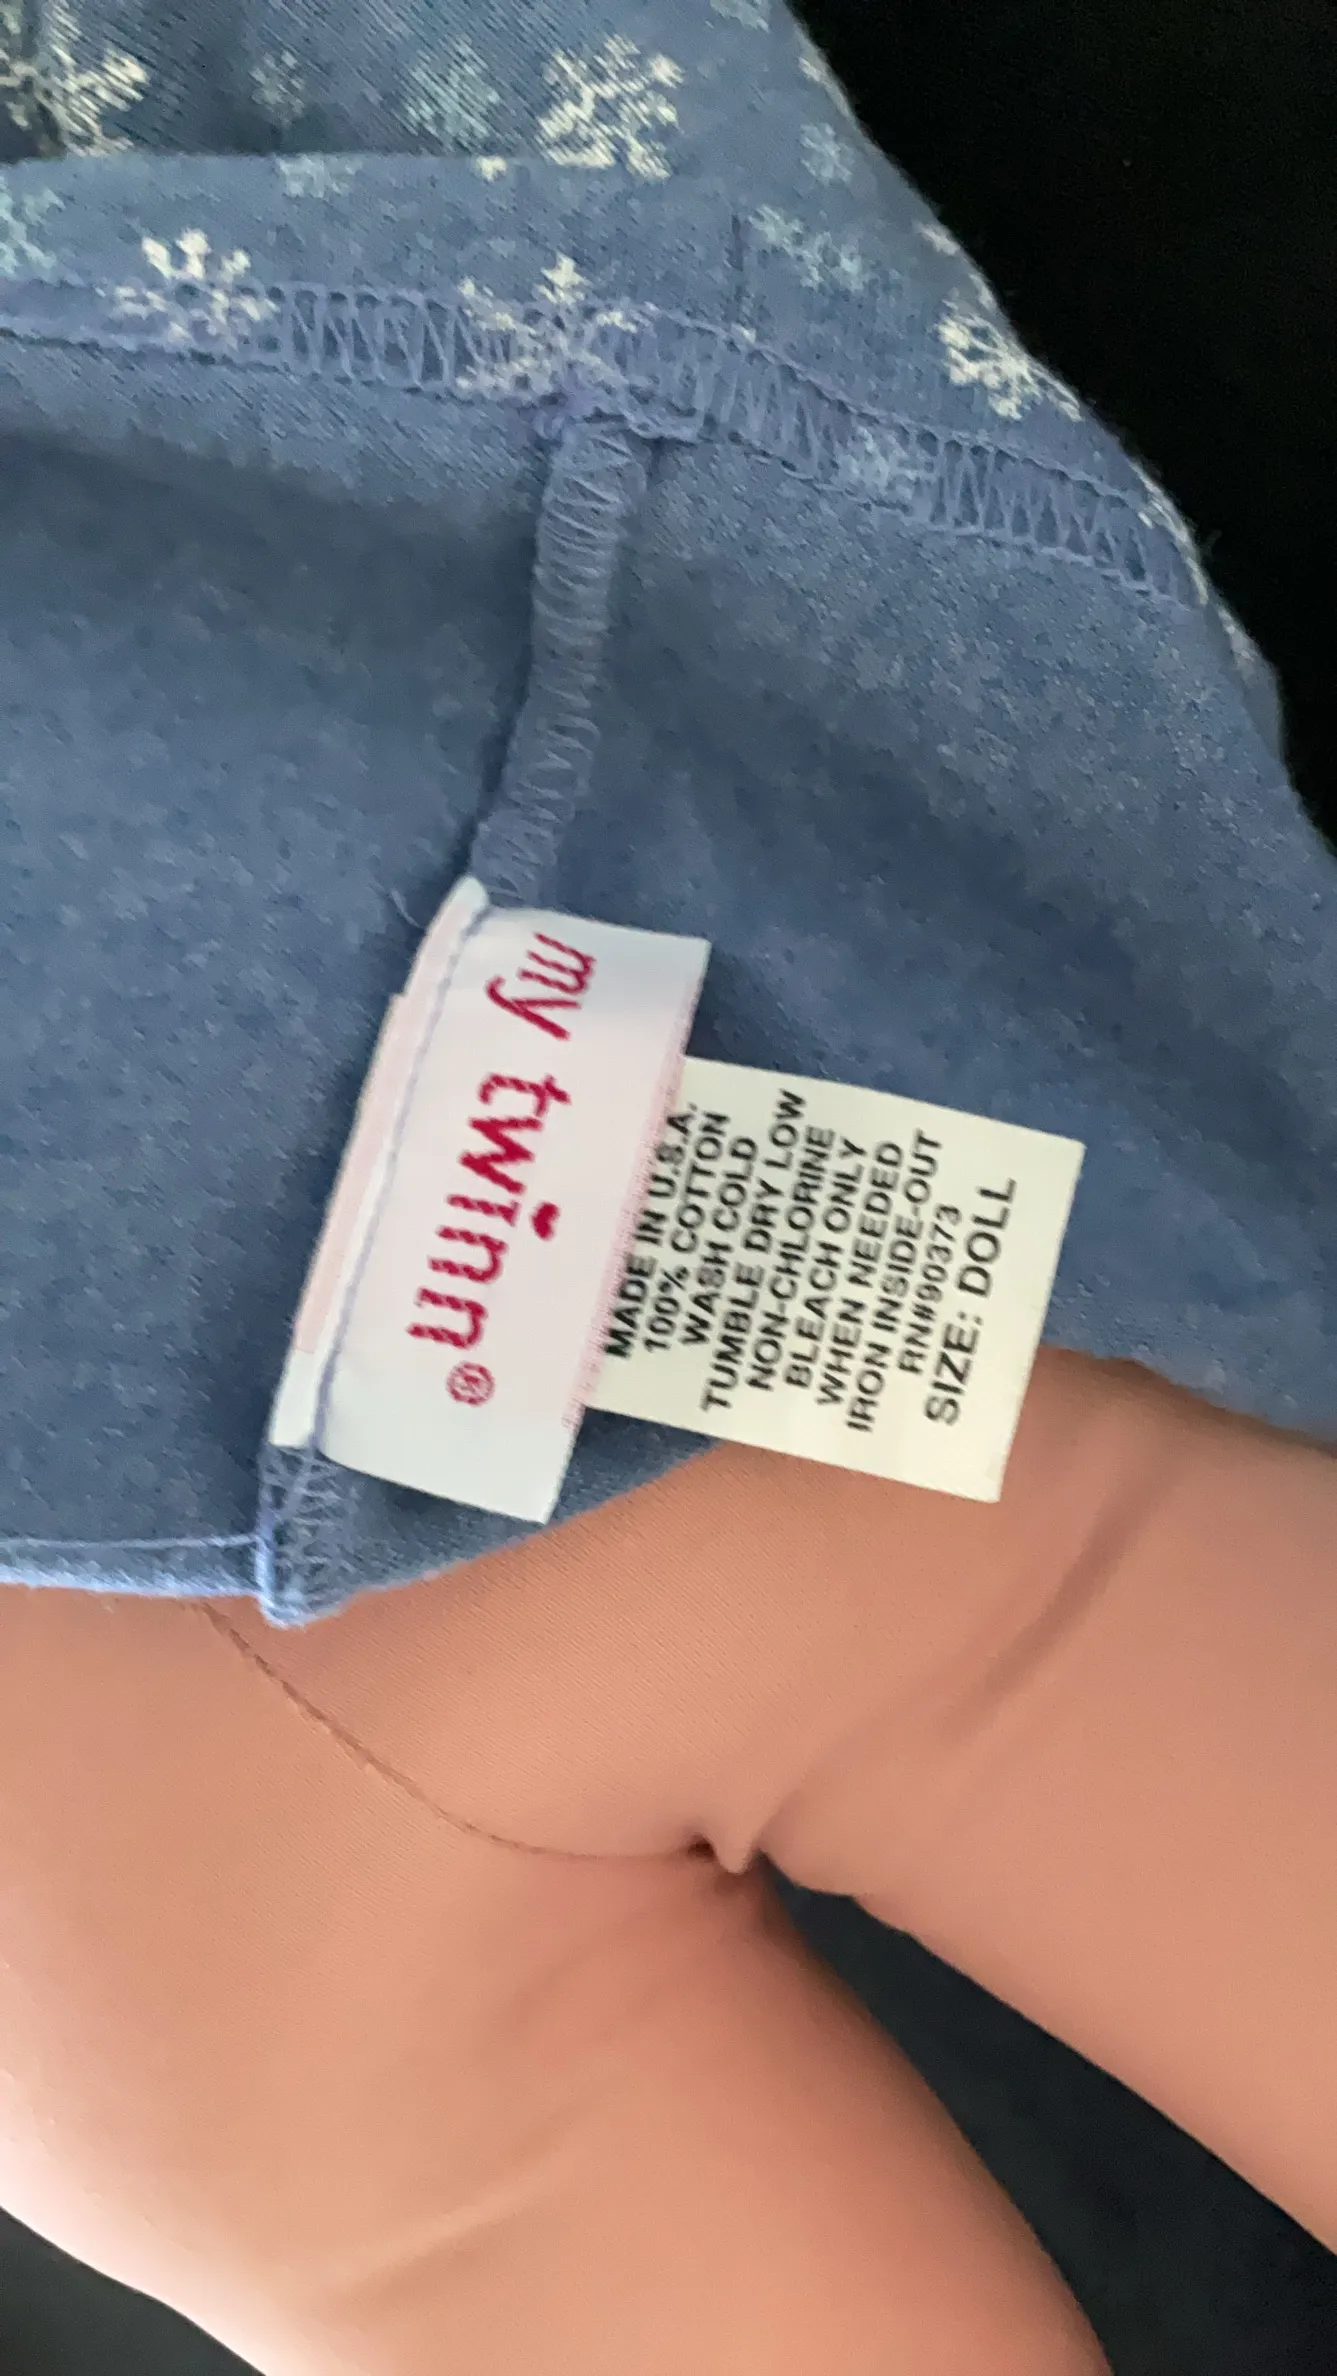 my twinn®
MADE IN U.S.A.
100% COTTON
WASH COLD
TUMBLE DRY LOW
NON-CHLORINE
BLEACH ONLY
WHEN NEEDED
IRON INSIDE-OUT
RN#90373
SIZE: DOLL